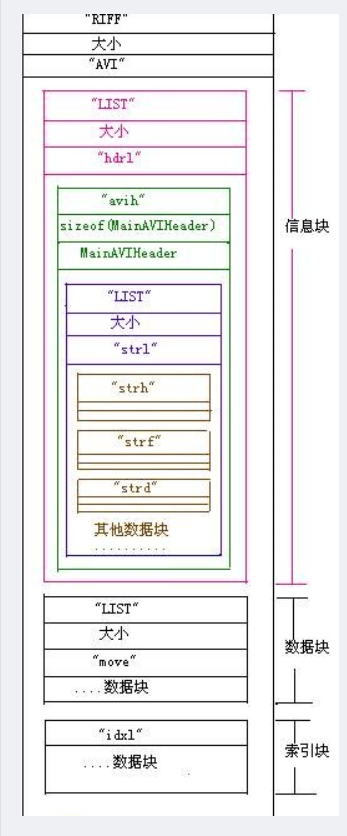 "RIFF"
大小
"AVI"
"LIST"
大小
"hdrl"
"avih"
sizeof(MainAVIHeader)
MainAVIHeader
"LIST"
大小
"strl"
"strh"
"strf"
"strd"
其他数据块
..........
信息块
"LIST"
大小
"move"
....数据块
数据块
"idxl"
....数据块
索引块